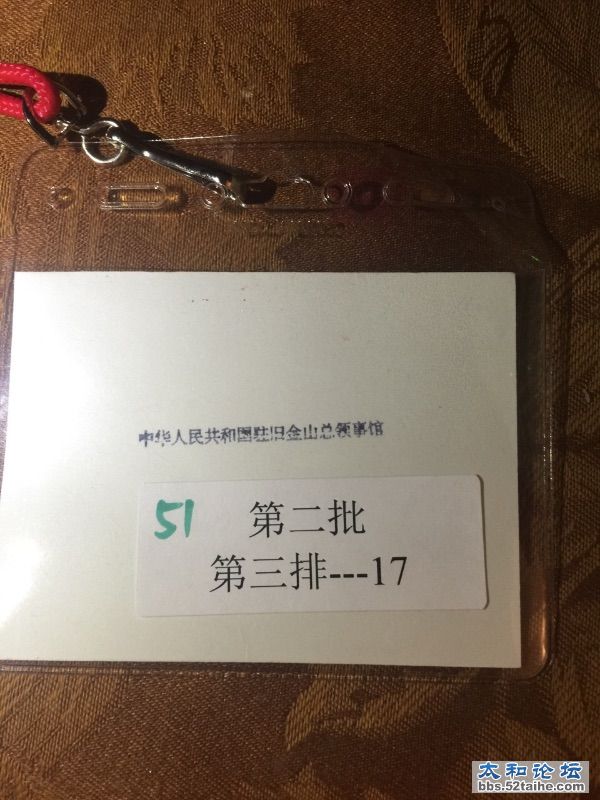 中华人民共和国驻旧金山总领事馆
51 第二批
第三排---17
太和论坛
bbs.52taihe.com